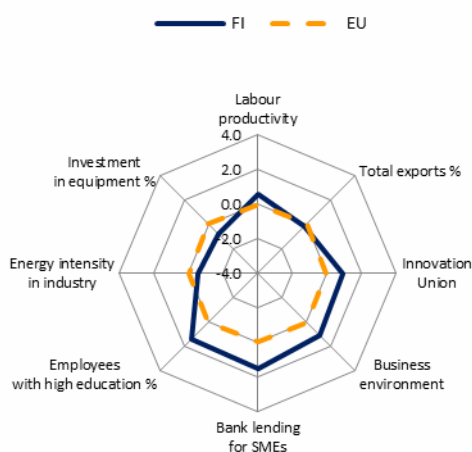 FI EU
Labour
productivity
4.0
Investment
in equipment %
2.0
Total exports %
0.0
-2.0
Energy intensity
in industry
-4.0
Innovation
Union
Employees
with high education %
Business
environment
Bank lending
for SMEs